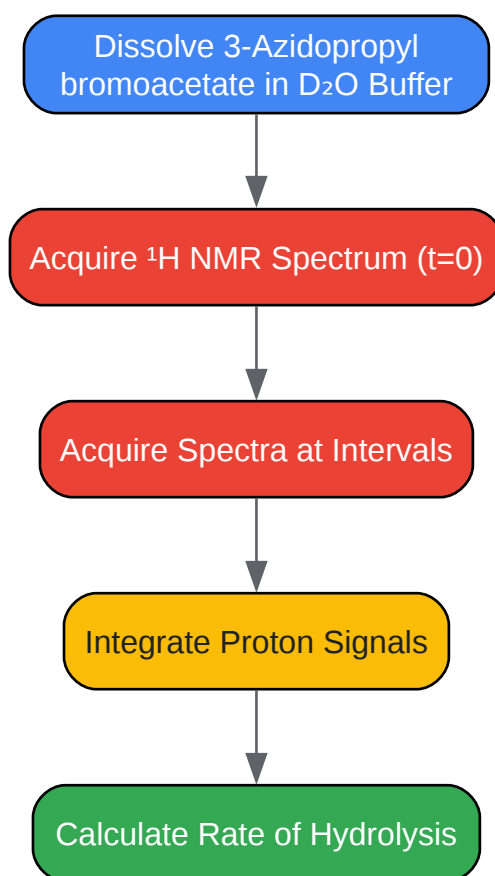 Dissolve 3-Azidopropyl
bromoacetate in D₂O Buffer
Acquire ¹H NMR Spectrum (t=0)
Acquire Spectra at Intervals
Integrate Proton Signals
Calculate Rate of Hydrolysis